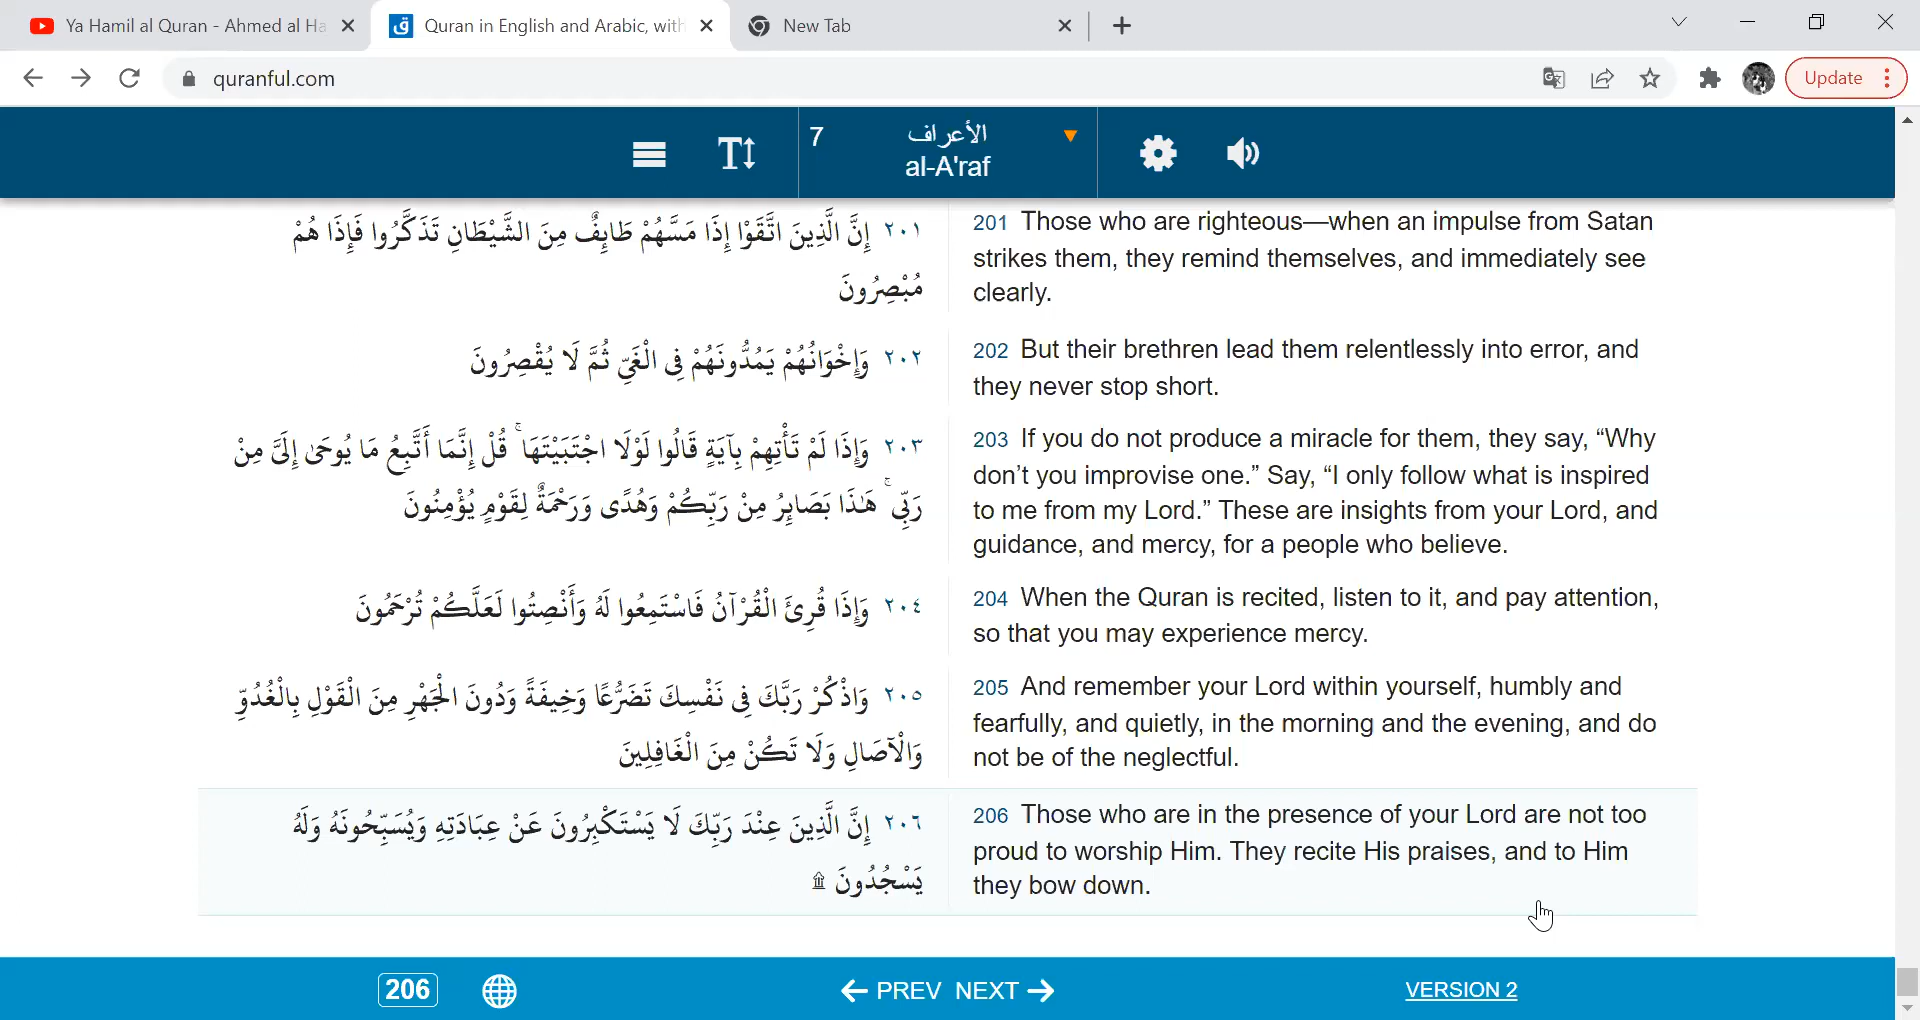 Ya Hamil al Quran - Ahmed al Ha
Quran in English and Arabic, with
New Tab
quranful.com
Update
7
الأعراف
al-A'raf
٢٠١ إِنَّ الَّذِينَ اتَّقَوْا إِذَا مَسَّهُمْ طَائِفٌ مِنَ الشَّيْطَانِ تَذَكَّرُوا فَإِذَا هُمْ
مُبْصِرُونَ
201 Those who are righteous—when an impulse from Satan
strikes them, they remind themselves, and immediately see
clearly.
٢٠٢ وَإِخْوَانُهُمْ يَمُدُّونَهُمْ فِي الْغَيِّ ثُمَّ لَا يُقْصِرُونَ
202 But their brethren lead them relentlessly into error, and
they never stop short.
٢٠٣ وَإِذَا لَمْ تَأْتِهِمْ بِآيَةٍ قَالُوا لَوْلَا اجْتَبَيْتَهَا ۚ قُلْ إِنَّمَا أَتَّبِعُ مَا يُوحَىٰ إِلَيَّ مِنْ
رَبِّي ۚ هَٰذَا بَصَائِرُ مِنْ رَبِّكُمْ وَهُدًى وَرَحْمَةٌ لِقَوْمٍ يُؤْمِنُونَ
203 If you do not produce a miracle for them, they say, “Why
don’t you improvise one.” Say, “I only follow what is inspired
to me from my Lord.” These are insights from your Lord, and
guidance, and mercy, for a people who believe.
٢٠٤ وَإِذَا قُرِئَ الْقُرْآنُ فَاسْتَمِعُوا لَهُ وَأَنْصِتُوا لَعَلَّكُمْ تُرْحَمُونَ
204 When the Quran is recited, listen to it, and pay attention,
so that you may experience mercy.
٢٠٥ وَاذْكُرْ رَبَّكَ فِي نَفْسِكَ تَضَرُّعًا وَخِيفَةً وَدُونَ الْجَهْرِ مِنَ الْقَوْلِ بِالْغُدُوِّ
وَالْآصَالِ وَلَا تَكُنْ مِنَ الْغَافِلِينَ
205 And remember your Lord within yourself, humbly and
fearfully, and quietly, in the morning and the evening, and do
not be of the neglectful.
٢٠٦ إِنَّ الَّذِينَ عِنْدَ رَبِّكَ لَا يَسْتَكْبِرُونَ عَنْ عِبَادَتِهِ وَيُسَبِّحُونَهُ وَلَهُ
يَسْجُدُونَ ۩
206 Those who are in the presence of your Lord are not too
proud to worship Him. They recite His praises, and to Him
they bow down.
206
PREV NEXT
VERSION 2